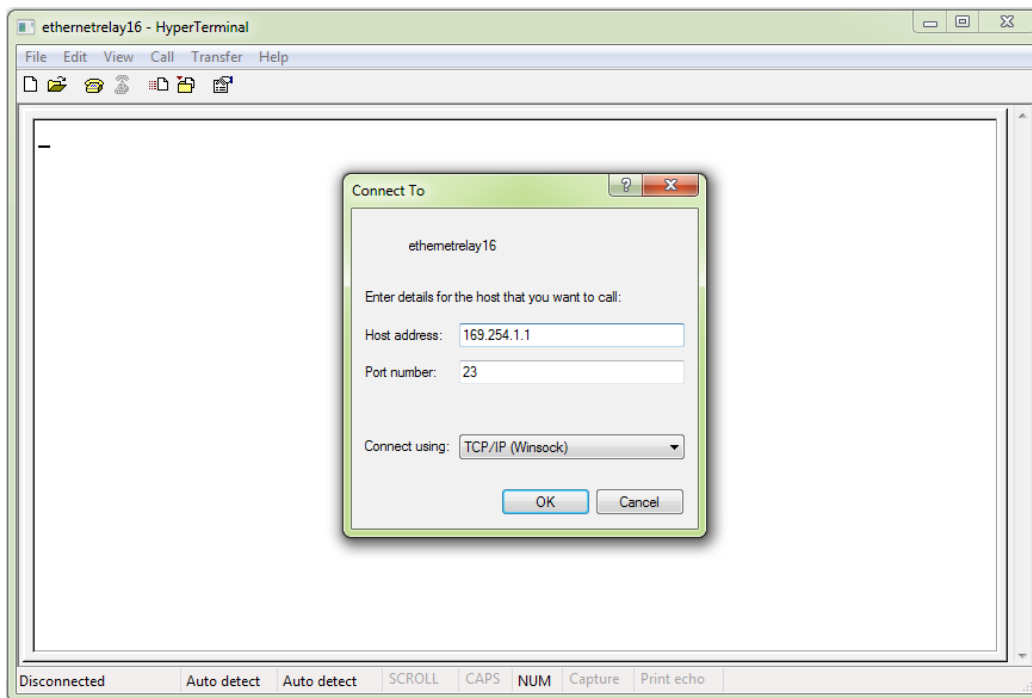 ethernetrelay16 - HyperTerminal
File Edit View Call Transfer Help
Connect To
ethernetrelay16
Enter details for the host that you want to call:
Host address: 169.254.1.1
Port number: 23
Connect using: TCP/IP (Winsock)
OK Cancel
Disconnected Auto detect Auto detect SCROLL CAPS NUM Capture Print echo